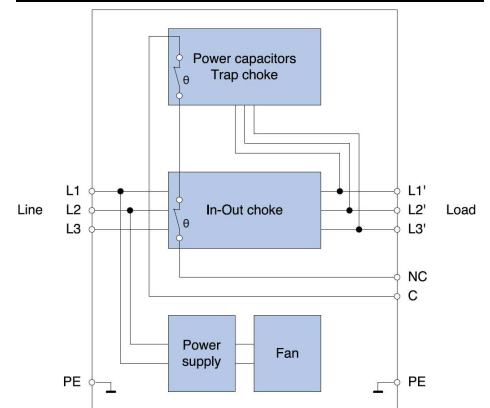 Power capacitors
Trap choke
θ
L1
L1'
Line
L2
In-Out choke
L2'
Load
L3
θ
L3'
NC
C
Power
supply
Fan
PE
PE